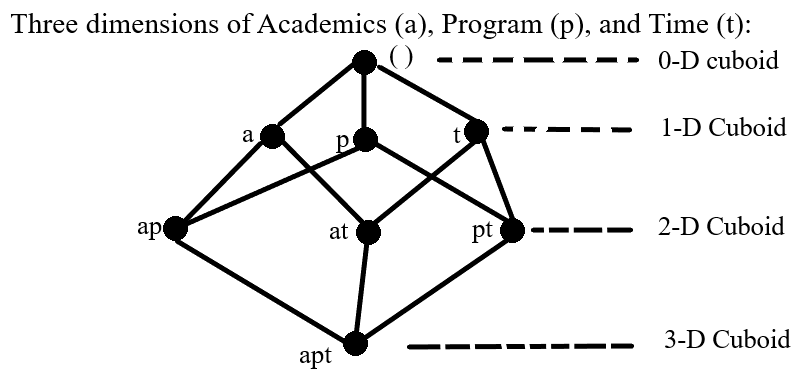 Three dimensions of Academics (a), Program (p), and Time (t):
( ) 0-D cuboid
a p t 1-D Cuboid
ap at pt 2-D Cuboid
apt 3-D Cuboid